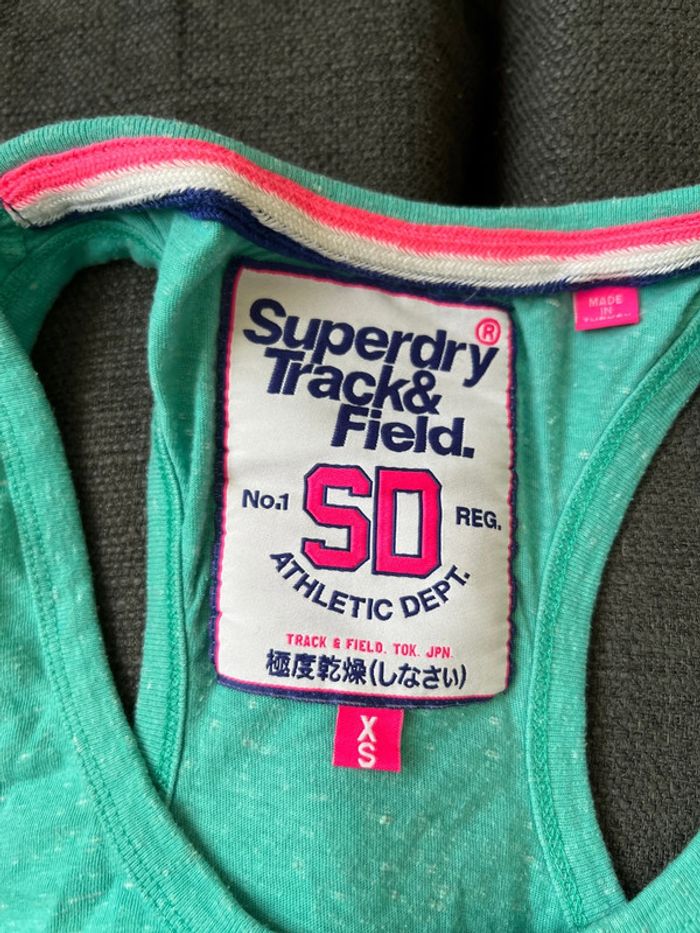 Superdry®
Track&
Field.
No.1 SD REG.
ATHLETIC DEPT.
TRACK & FIELD. TOK. JPN.
極度乾燥(しなさい)
X
S
MADE
IN